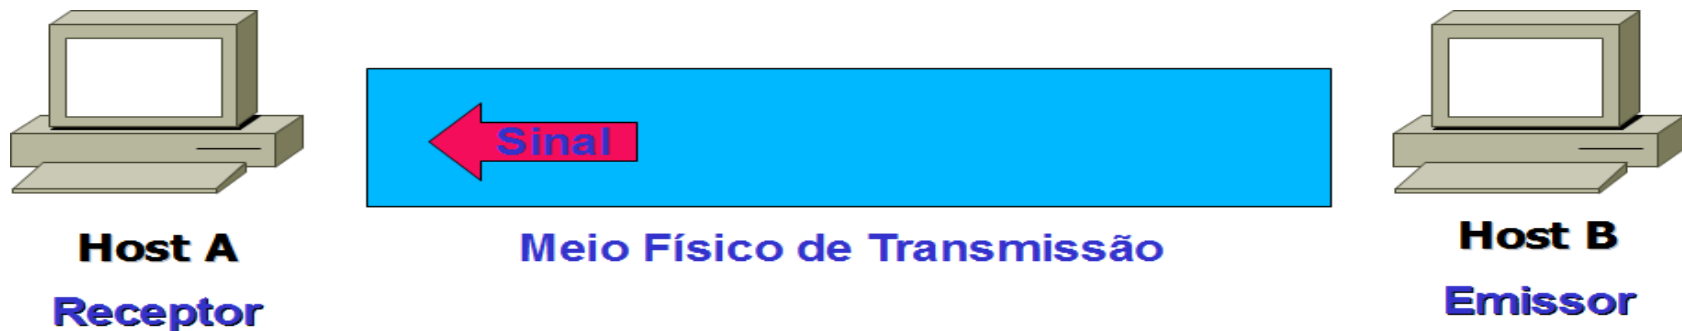 Sinal
Host A
Receptor
Meio Físico de Transmissão
Host B
Emissor